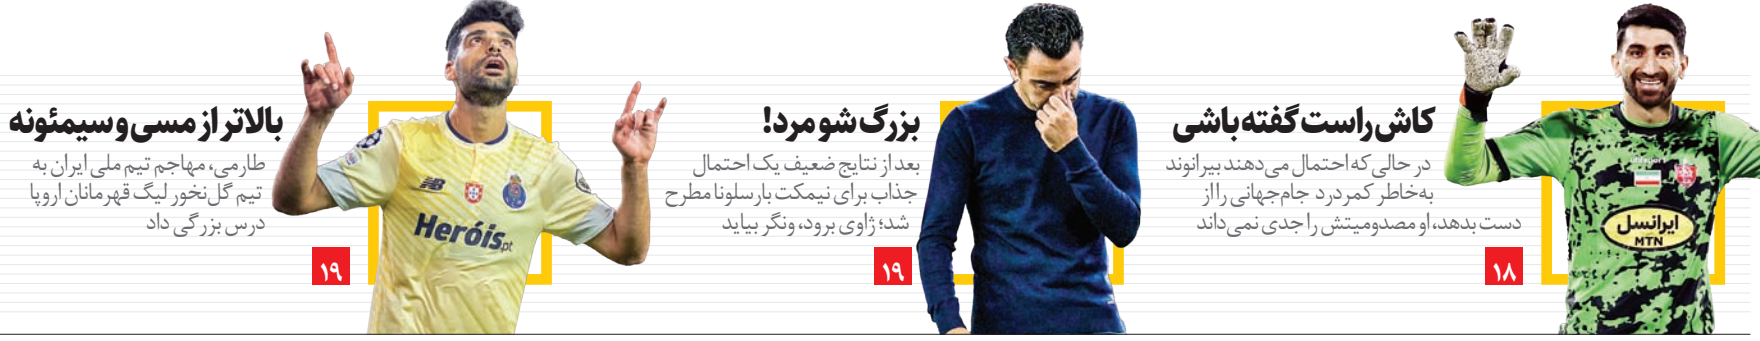 کاش راست گفته باشی
در حالی که احتمال می‌دهند بیرانوند
به‌خاطر کمردرد جام‌جهانی را از
دست بدهد، او مصدومیتش را جدی نمی‌داند
۱۸
ایرانسل
MTN
بزرگ شو مرد!
بعد از نتایج ضعیف یک احتمال
جذاب برای نیمکت بارسلونا مطرح
شد؛ ژاوی برود، ونگر بیاید
۱۹
بالاتر از مسی و سیمئونه
طارمی، مهاجم تیم ملی ایران به
تیم گل‌نخور لیگ قهرمانان اروپا
درس بزرگی داد
۱۹
Heróis.pt